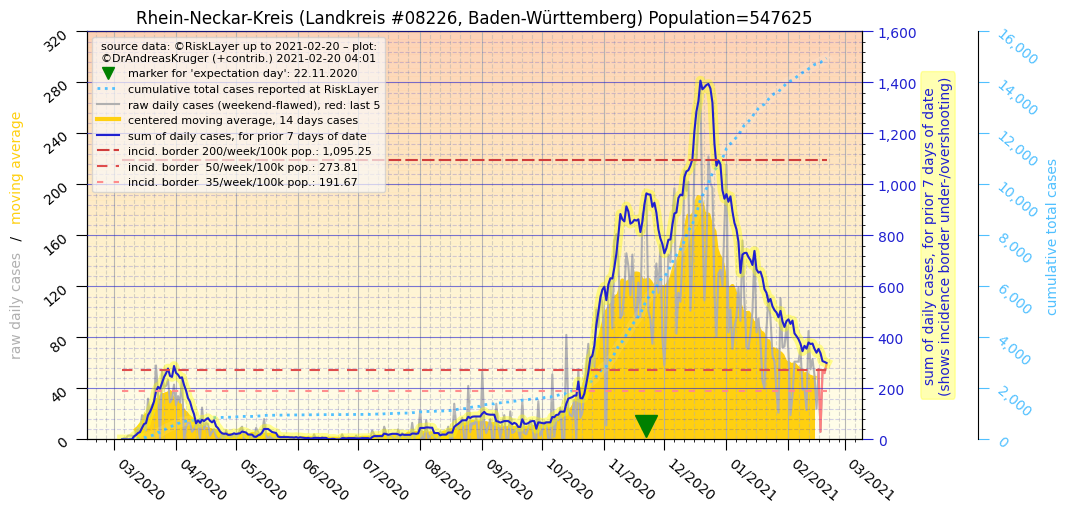 Rhein-Neckar-Kreis (Landkreis #08226, Baden-Württemberg) Population=547625
source data: ©RiskLayer up to 2021-02-20 – plot:
©DrAndreasKruger (+contrib.) 2021-02-20 04:01
marker for 'expectation day': 22.11.2020
cumulative total cases reported at RiskLayer
raw daily cases (weekend-flawed), red: last 5
centered moving average, 14 days cases
sum of daily cases, for prior 7 days of date
incid. border 200/week/100k pop.: 1,095.25
incid. border  50/week/100k pop.: 273.81
incid. border  35/week/100k pop.: 191.67
raw daily cases / moving average
320
280
240
200
160
120
80
40
0
03/2020
04/2020
05/2020
06/2020
07/2020
08/2020
09/2020
10/2020
11/2020
12/2020
01/2021
02/2021
03/2021
1,600
1,400
1,200
1,000
800
600
400
200
0
sum of daily cases, for prior 7 days of date
(shows incidence border under-/overshooting)
16,000
14,000
12,000
10,000
8,000
6,000
4,000
2,000
0
cumulative total cases